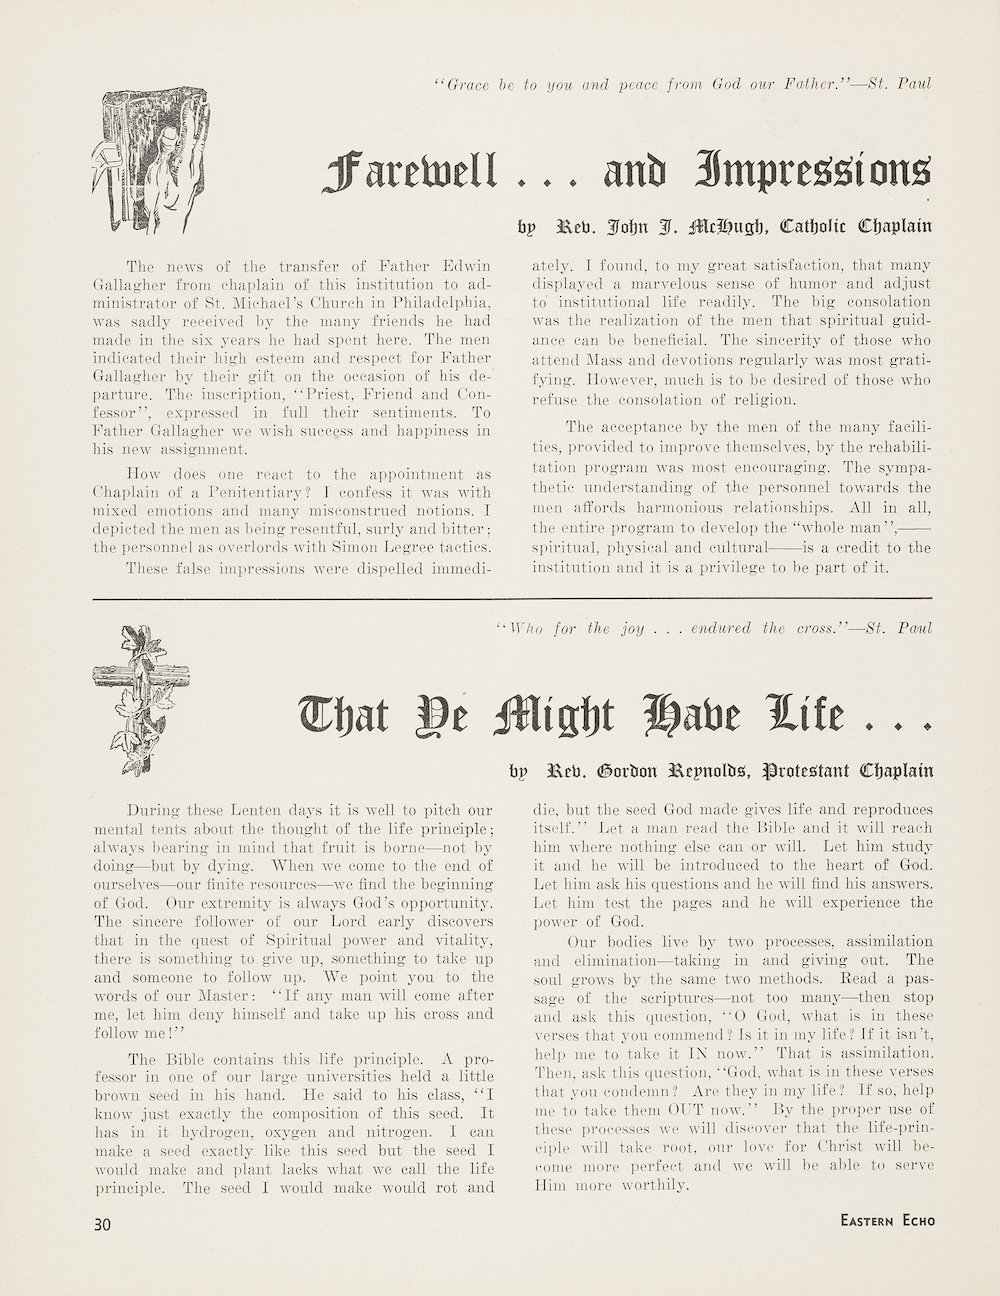 “Grace be to you and peace from God our Father.”—St. Paul
Farewell . . . and Impressions
by Rev. John J. McHugh, Catholic Chaplain
The news of the transfer of Father Edwin
Gallagher from chaplain of this institution to ad-
ministrator of St. Michael’s Church in Philadelphia,
was sadly received by the many friends he had
made in the six years he had spent here. The men
indicated their high esteem and respect for Father
Gallagher by their gift on the occasion of his de-
parture. The inscription, “Priest, Friend and Con-
fessor”, expressed in full their sentiments. To
Father Gallagher we wish success and happiness in
his new assignment.
How does one react to the appointment as
Chaplain of a Penitentiary? I confess it was with
mixed emotions and many misconstrued notions. I
depicted the men as being resentful, surly and bitter;
the personnel as overlords with Simon Legree tactics.
These false impressions were dispelled immedi-
ately. I found, to my great satisfaction, that many
displayed a marvelous sense of humor and adjust
to institutional life readily. The big consolation
was the realization of the men that spiritual guid-
ance can be beneficial. The sincerity of those who
attend Mass and devotions regularly was most grati-
fying. However, much is to be desired of those who
refuse the consolation of religion.
The acceptance by the men of the many facili-
ties, provided to improve themselves, by the rehabili-
tation program was most encouraging. The sympa-
thetic understanding of the personnel towards the
men affords harmonious relationships. All in all,
the entire program to develop the “whole man”,——
spiritual, physical and cultural——is a credit to the
institution and it is a privilege to be part of it.
“Who for the joy . . . endured the cross.”—St. Paul
That Ye Might Have Life . . .
by Rev. Gordon Reynolds, Protestant Chaplain
During these Lenten days it is well to pitch our
mental tents about the thought of the life principle;
always bearing in mind that fruit is borne—not by
doing—but by dying. When we come to the end of
ourselves—our finite resources—we find the beginning
of God. Our extremity is always God’s opportunity.
The sincere follower of our Lord early discovers
that in the quest of Spiritual power and vitality,
there is something to give up, something to take up
and someone to follow up. We point you to the
words of our Master: “If any man will come after
me, let him deny himself and take up his cross and
follow me!”
The Bible contains this life principle. A pro-
fessor in one of our large universities held a little
brown seed in his hand. He said to his class, “I
know just exactly the composition of this seed. It
has in it hydrogen, oxygen and nitrogen. I can
make a seed exactly like this seed but the seed I
would make and plant lacks what we call the life
principle. The seed I would make would rot and
die, but the seed God made gives life and reproduces
itself.” Let a man read the Bible and it will reach
him where nothing else can or will. Let him study
it and he will be introduced to the heart of God.
Let him ask his questions and he will find his answers.
Let him test the pages and he will experience the
power of God.
Our bodies live by two processes, assimilation
and elimination—taking in and giving out. The
soul grows by the same two methods. Read a pas-
sage of the scriptures—not too many—then stop
and ask this question, “O God, what is in these
verses that you commend? Is it in my life? If it isn’t,
help me to take it IN now.” That is assimilation.
Then, ask this question, “God, what is in these verses
that you condemn? Are they in my life? If so, help
me to take them OUT now.” By the proper use of
these processes we will discover that the life-prin-
ciple will take root, our love for Christ will be-
come more perfect and we will be able to serve
Him more worthily.
30
Eastern Echo